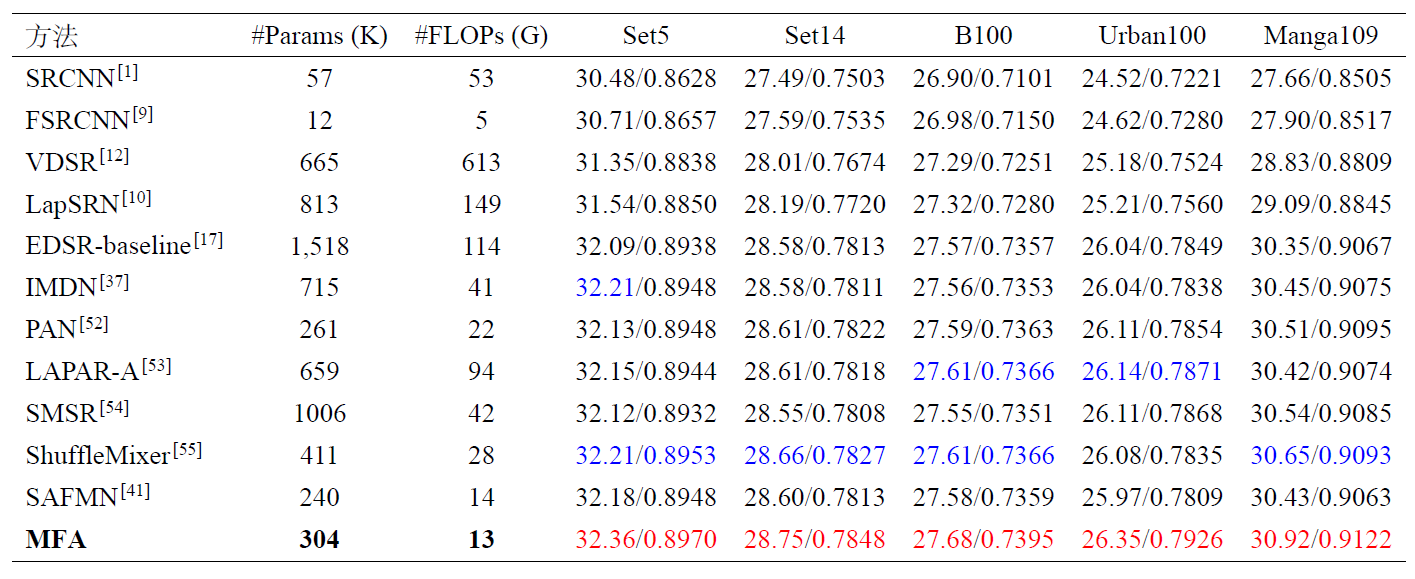 方法 #Params (K) #FLOPs (G) Set5 Set14 B100 Urban100 Manga109
SRCNN[1] 57 53 30.48/0.8628 27.49/0.7503 26.90/0.7101 24.52/0.7221 27.66/0.8505
FSRCNN[9] 12 5 30.71/0.8657 27.59/0.7535 26.98/0.7150 24.62/0.7280 27.90/0.8517
VDSR[12] 665 613 31.35/0.8838 28.01/0.7674 27.29/0.7251 25.18/0.7524 28.83/0.8809
LapSRN[10] 813 149 31.54/0.8850 28.19/0.7720 27.32/0.7280 25.21/0.7560 29.09/0.8845
EDSR-baseline[17] 1,518 114 32.09/0.8938 28.58/0.7813 27.57/0.7357 26.04/0.7849 30.35/0.9067
IMDN[37] 715 41 32.21/0.8948 28.58/0.7811 27.56/0.7353 26.04/0.7838 30.45/0.9075
PAN[52] 261 22 32.13/0.8948 28.61/0.7822 27.59/0.7363 26.11/0.7854 30.51/0.9095
LAPAR-A[53] 659 94 32.15/0.8944 28.61/0.7818 27.61/0.7366 26.14/0.7871 30.42/0.9074
SMSR[54] 1006 42 32.12/0.8932 28.55/0.7808 27.55/0.7351 26.11/0.7868 30.54/0.9085
ShuffleMixer[55] 411 28 32.21/0.8953 28.66/0.7827 27.61/0.7366 26.08/0.7835 30.65/0.9093
SAFMN[41] 240 14 32.18/0.8948 28.60/0.7813 27.58/0.7359 25.97/0.7809 30.43/0.9063
MFA 304 13 32.36/0.8970 28.75/0.7848 27.68/0.7395 26.35/0.7926 30.92/0.9122